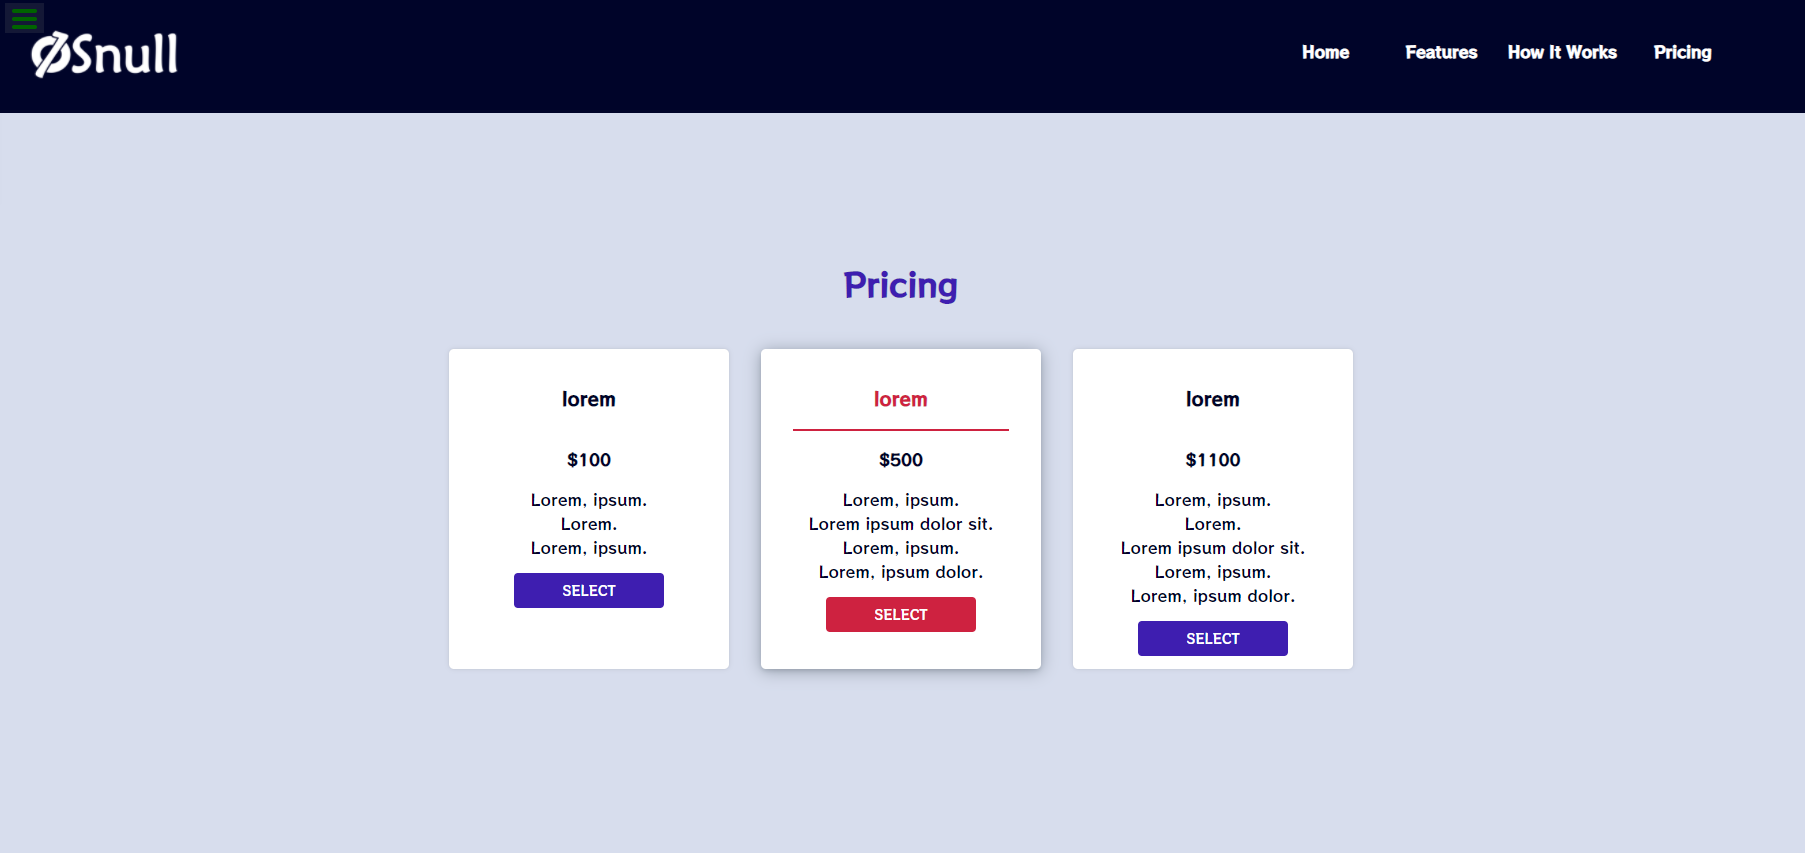 ØSnull
Home Features How It Works Pricing
Pricing
lorem
$100
Lorem, ipsum.
Lorem.
Lorem, ipsum.
SELECT
lorem
$500
Lorem, ipsum.
Lorem ipsum dolor sit.
Lorem, ipsum.
Lorem, ipsum dolor.
SELECT
lorem
$1100
Lorem, ipsum.
Lorem.
Lorem ipsum dolor sit.
Lorem, ipsum.
Lorem, ipsum dolor.
SELECT